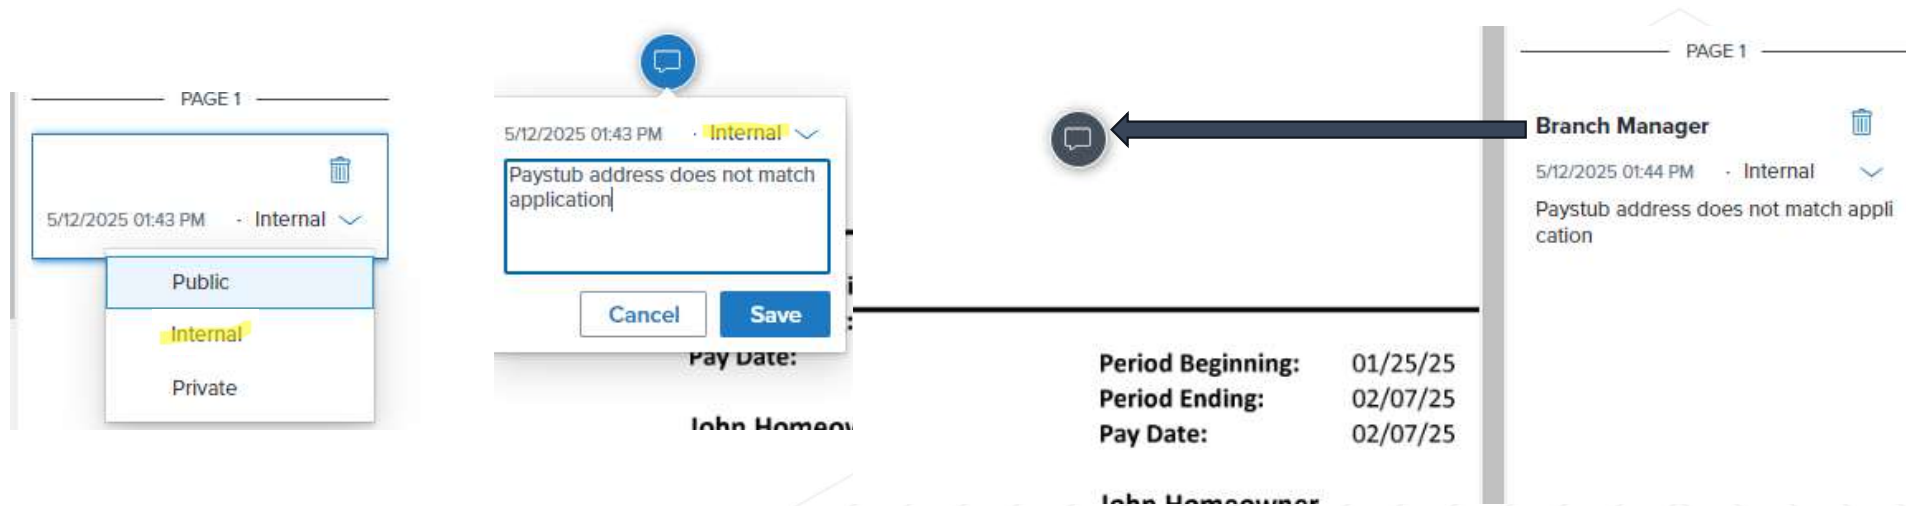 PAGE 1
5/12/2025 01:43 PM · Internal
Public
Internal
Private
5/12/2025 01:43 PM · Internal
Paystub address does not match
application
Cancel Save
Pay Date:
John Homeow
Period Beginning: 01/25/25
Period Ending: 02/07/25
Pay Date: 02/07/25
John Homeowner
PAGE 1
Branch Manager
5/12/2025 01:44 PM · Internal
Paystub address does not match appli
cation